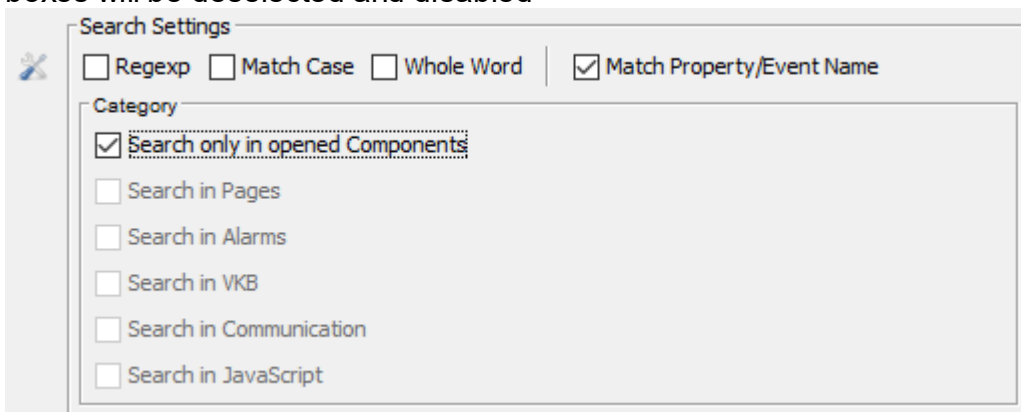 boxse will be deselected and disabled
Search Settings
Regexp Match Case Whole Word Match Property/Event Name
Category
Search only in opened Components
Search in Pages
Search in Alarms
Search in VKB
Search in Communication
Search in JavaScript